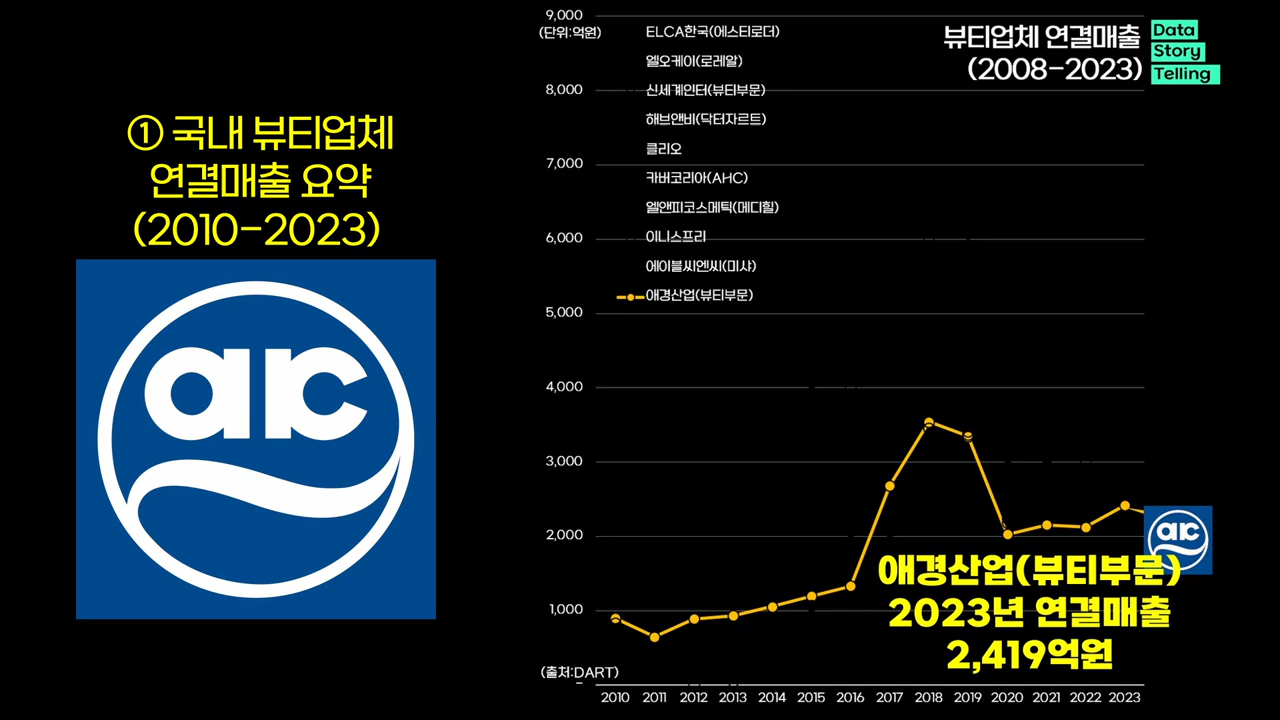 ① 국내 뷰티업체
연결매출 요약
(2010-2023)
aιc
뷰티업체 연결매출
(2008-2023)
Data
Story
Telling
(단위:억원)
9,000
8,000
7,000
6,000
5,000
4,000
3,000
2,000
1,000
-
ELCA한국(에스티로더)
엘오케이(로레알)
신세계인터(뷰티부문)
해브앤비(닥터자르트)
클리오
카버코리아(AHC)
엘앤피코스메틱(메디힐)
이니스프리
에이블씨엔씨(미샤)
애경산업(뷰티부문)
애경산업(뷰티부문)
2023년 연결매출
2,419억원
(출처:DART)
2010 2011 2012 2013 2014 2015 2016 2017 2018 2019 2020 2021 2022 2023